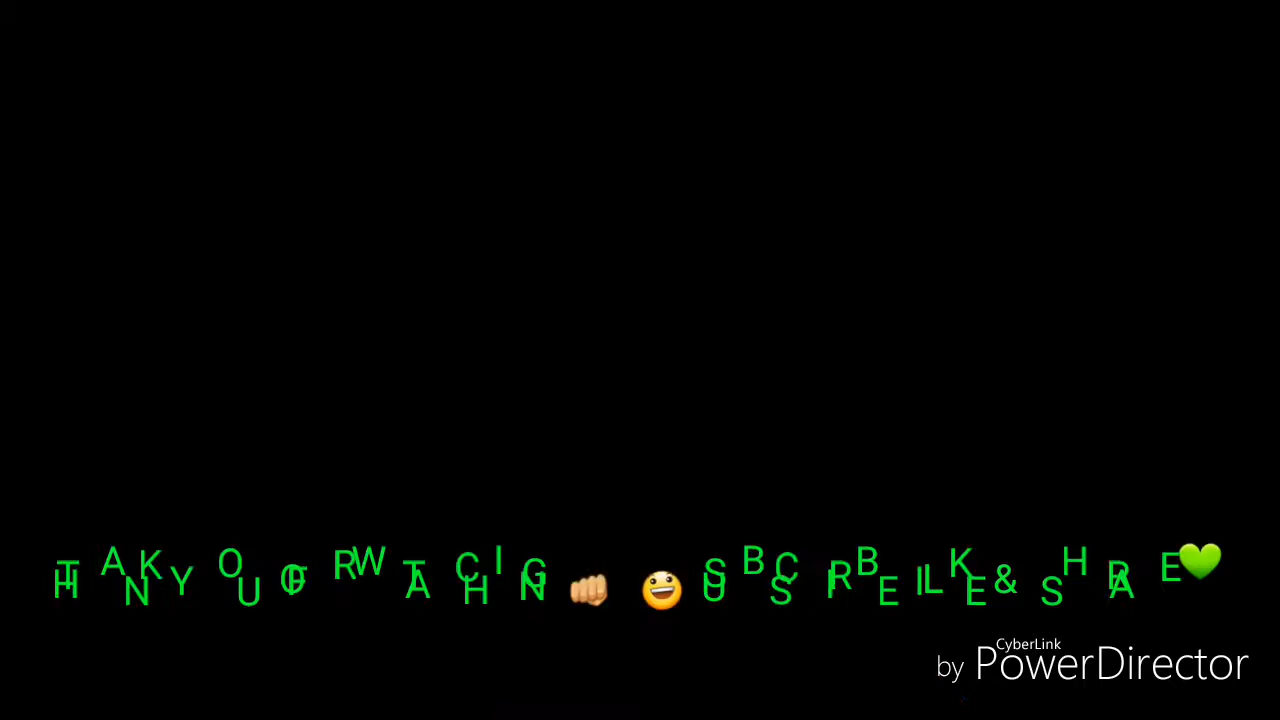 THANK YOU FOR WATCHING 👊🏼 😃 SUBSCRIBE LIKE & SHARE 💚
CyberLink
by PowerDirector